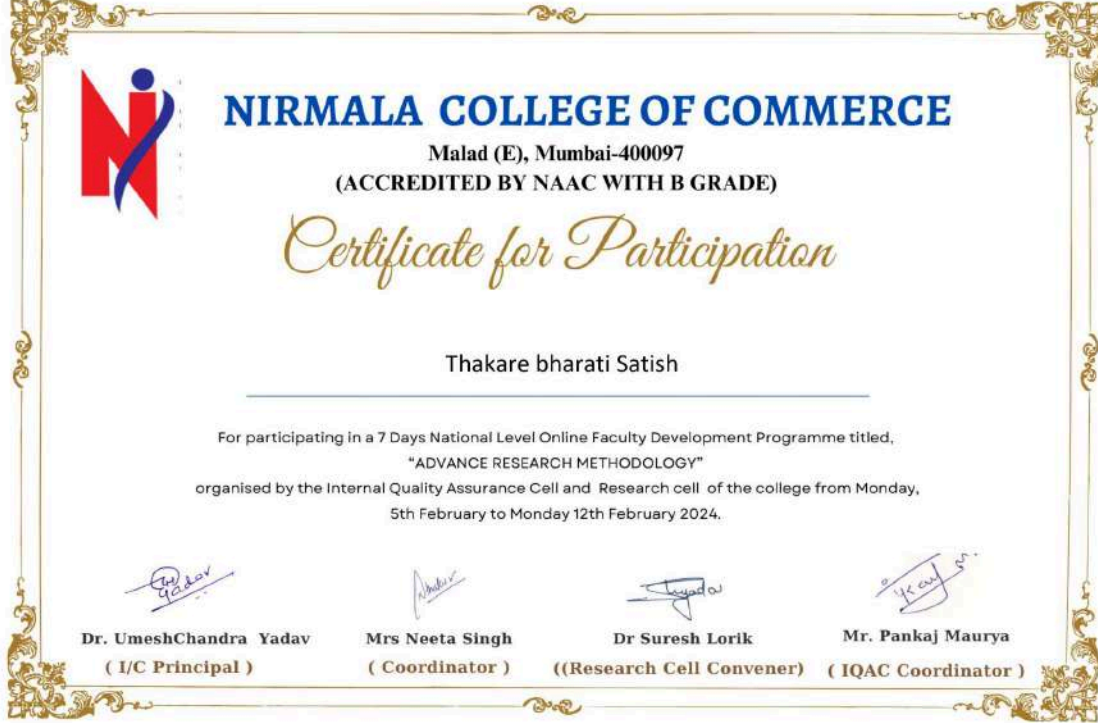 NIRMALA COLLEGE OF COMMERCE
Malad (E), Mumbai-400097
(ACCREDITED BY NAAC WITH B GRADE)
Certificate for Participation
Thakare bharati Satish
For participating in a 7 Days National Level Online Faculty Development Programme titled,
“ADVANCE RESEARCH METHODOLOGY”
organised by the Internal Quality Assurance Cell and Research cell of the college from Monday,
5th February to Monday 12th February 2024.
Dr. UmeshChandra Yadav Mrs Neeta Singh Dr Suresh Lorik Mr. Pankaj Maurya
( I/C Principal ) ( Coordinator ) ((Research Cell Convener) ( IQAC Coordinator )